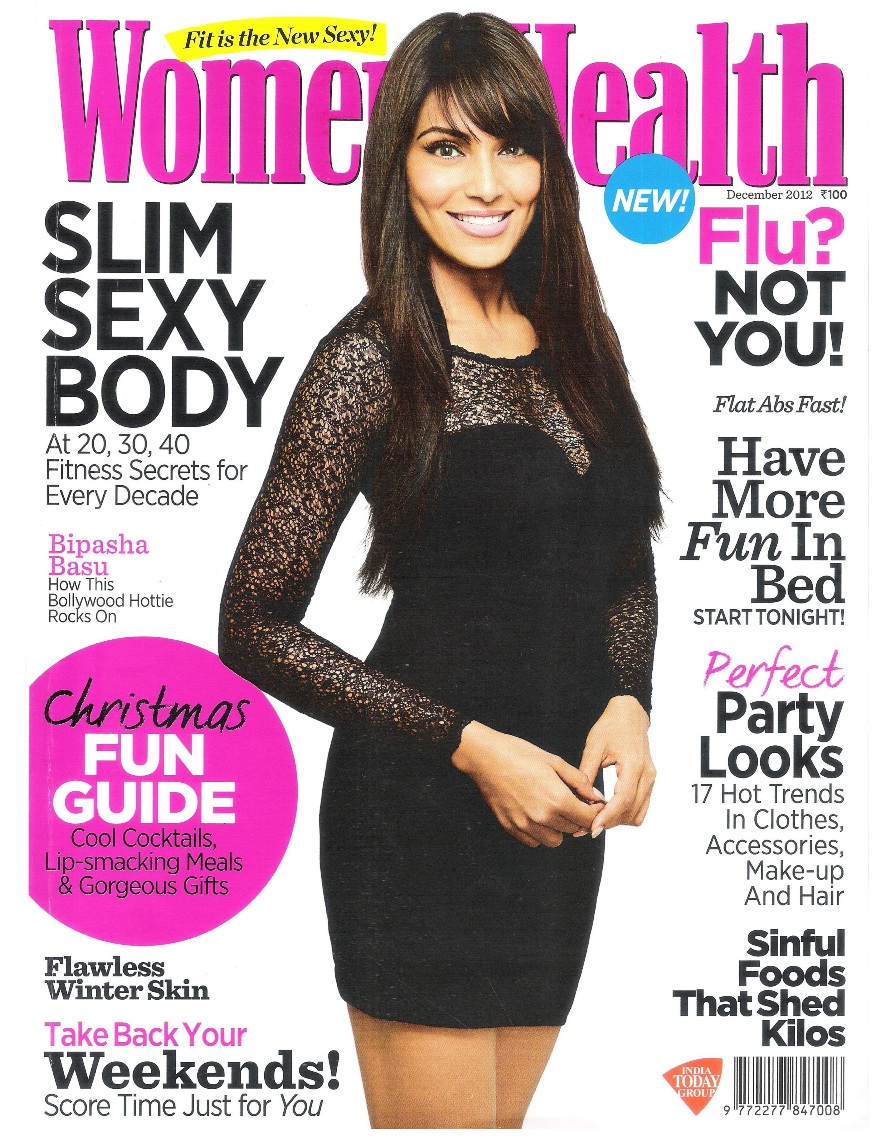 Fit is the New Sexy!
Women's Health
NEW!
December 2012 ₹100
SLIM
SEXY
BODY
At 20, 30, 40
Fitness Secrets for
Every Decade
Bipasha
Basu
How This
Bollywood Hottie
Rocks On
Christmas
FUN
GUIDE
Cool Cocktails,
Lip-smacking Meals
& Gorgeous Gifts
Flawless
Winter Skin
Take Back Your
Weekends!
Score Time Just for You
Flu?
NOT
YOU!
Flat Abs Fast!
Have
More
Fun In
Bed
START TONIGHT!
Perfect
Party
Looks
17 Hot Trends
In Clothes,
Accessories,
Make-up
And Hair
Sinful
Foods
That Shed
Kilos
INDIA
TODAY
GROUP
9 772277 847008